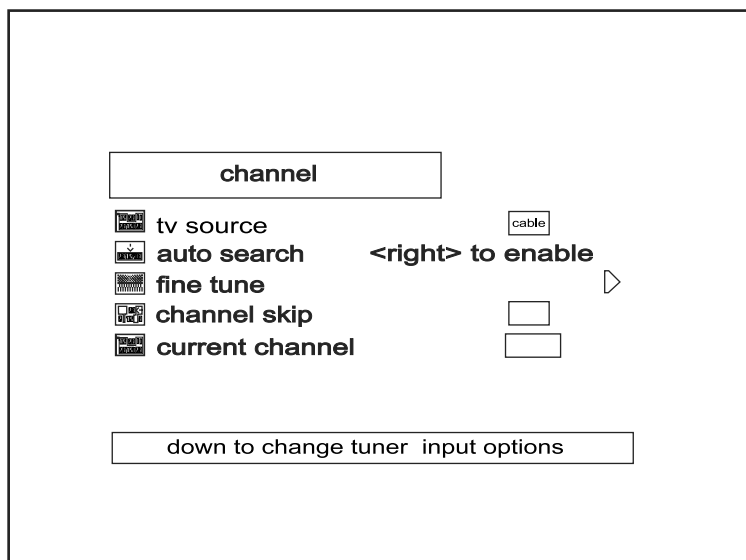 channel
tv source cable
auto search <right> to enable
fine tune
channel skip
current channel
down to change tuner input options